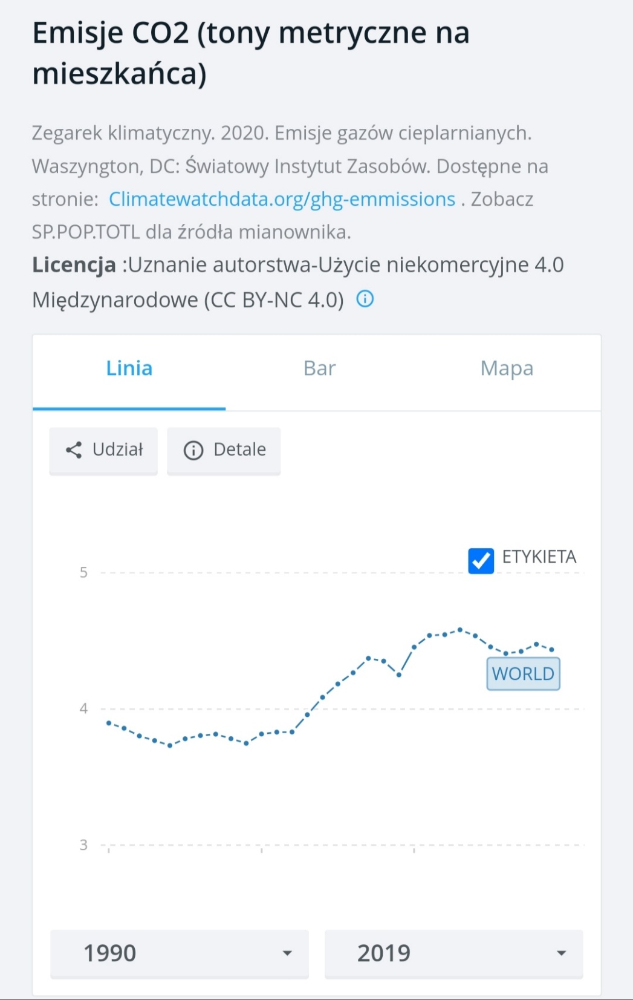 Emisje CO2 (tony metryczne na
mieszkańca)
Zegarek klimatyczny. 2020. Emisje gazów cieplarnianych.
Waszyngton, DC: Światowy Instytut Zasobów. Dostępne na
stronie: Climatewatchdata.org/ghg-emmissions . Zobacz
SP.POP.TOTL dla źródła mianownika.
Licencja :Uznanie autorstwa-Użycie niekomercyjne 4.0
Międzynarodowe (CC BY-NC 4.0)
Linia Bar Mapa
Udział Detale
ETYKIETA
5
WORLD
4
3
1990 2019